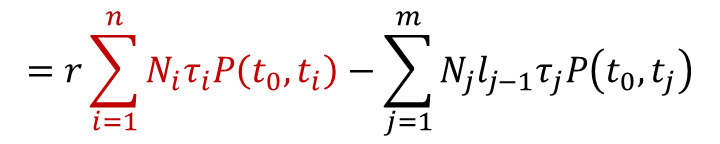 = r ∑_{i=1}^{n} N_i τ_i P(t_0, t_i) − ∑_{j=1}^{m} N_j l_{j−1} τ_j P(t_0, t_j)